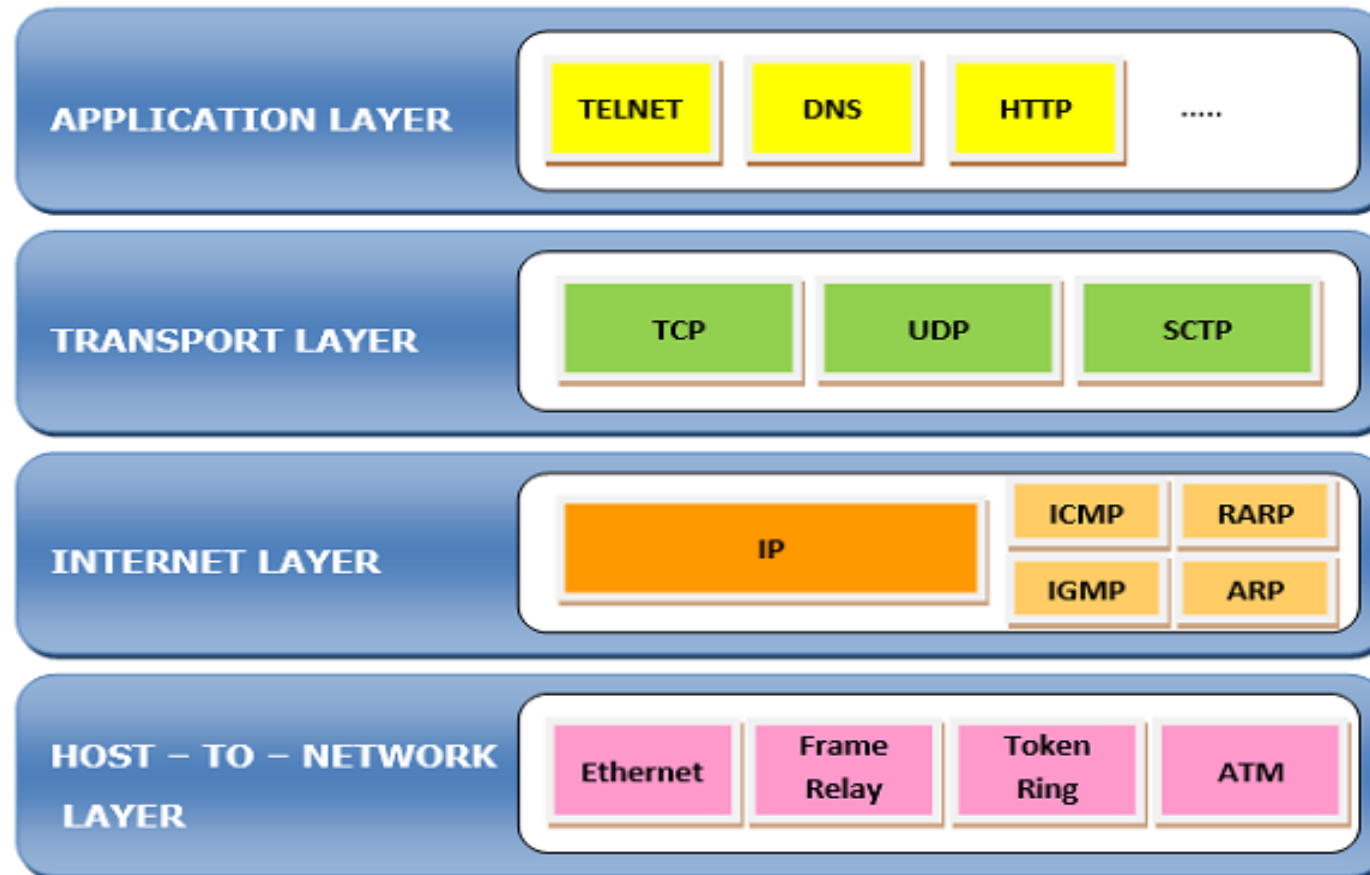 APPLICATION LAYER
TELNET
DNS
HTTP
.....
TRANSPORT LAYER
TCP
UDP
SCTP
INTERNET LAYER
IP
ICMP
RARP
IGMP
ARP
HOST – TO – NETWORK
LAYER
Ethernet
Frame
Relay
Token
Ring
ATM